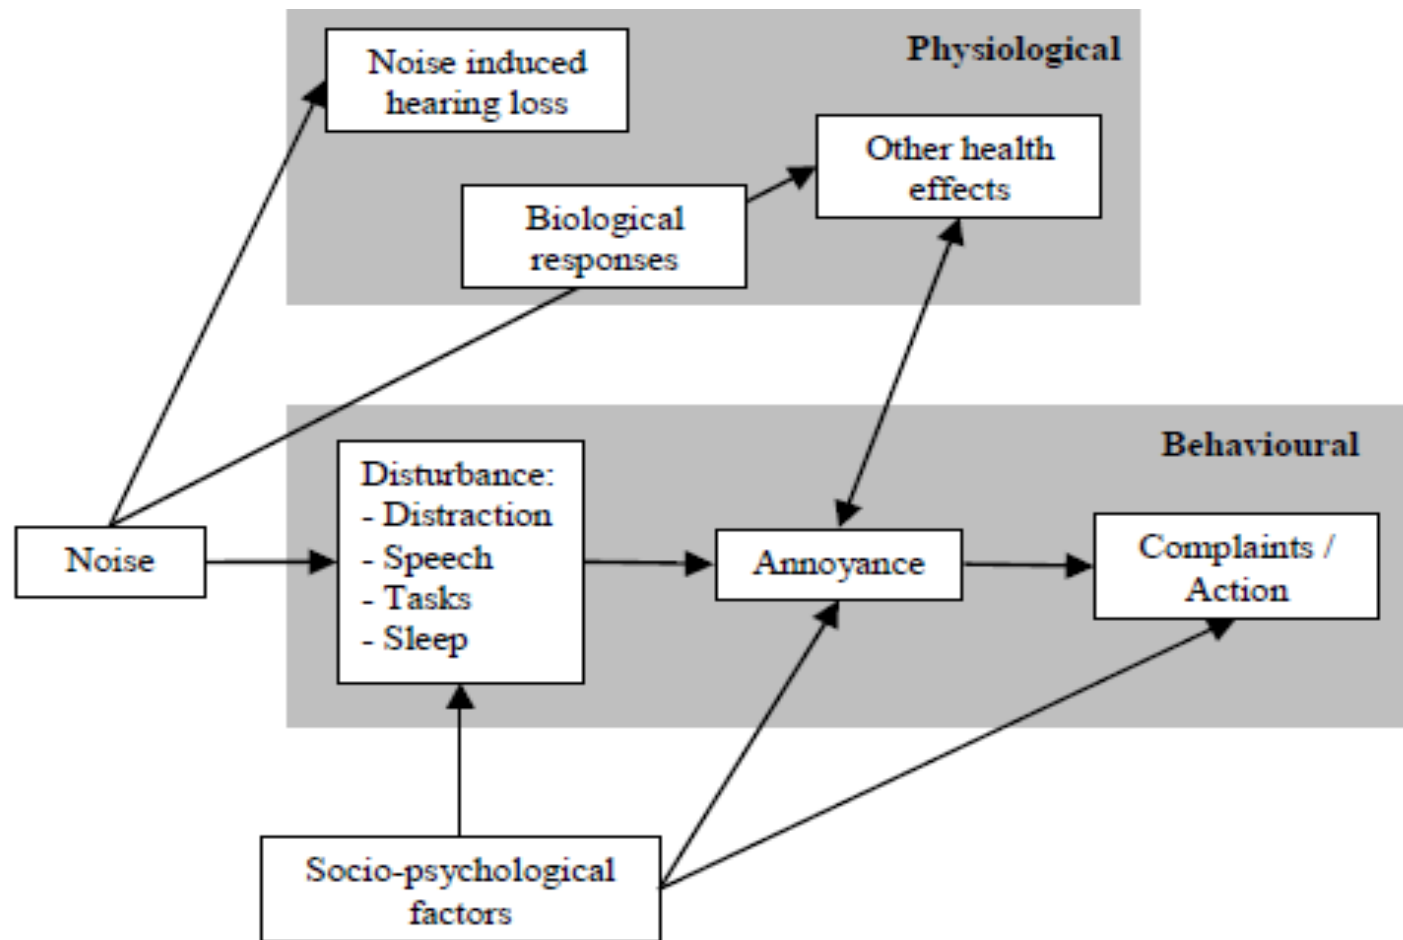 Physiological
Noise induced
hearing loss
Other health
effects
Biological
responses
Behavioural
Disturbance:
- Distraction
- Speech
- Tasks
- Sleep
Noise
Annoyance
Complaints /
Action
Socio-psychological
factors